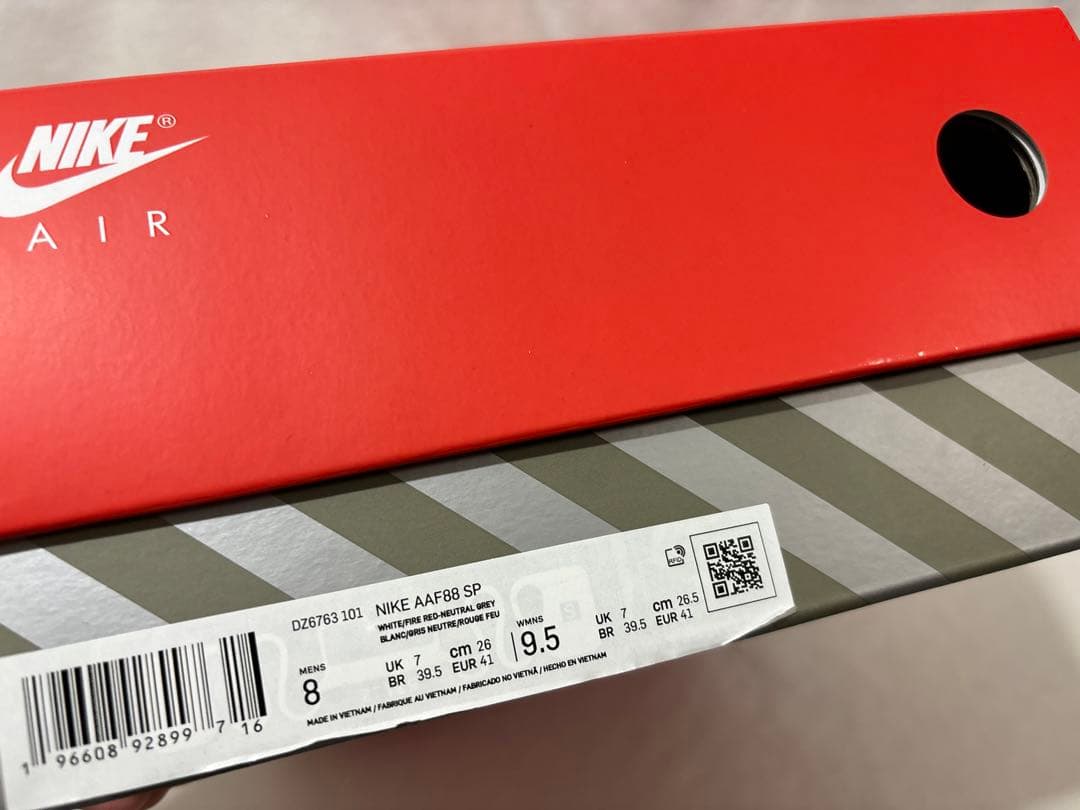 NIKE®
AIR
DZ6763 101 NIKE AAF88 SP
WHITE/FIRE RED-NEUTRAL GREY
BLANC/GRIS NEUTRE/ROUGE FEU
MENS
8
UK 7 cm 26
BR 39.5 EUR 41
WMNS
9.5
UK 7 cm 26.5
BR 39.5 EUR 41
MADE IN VIETNAM / FABRIQUE AU VIETNAM / FABRICADO NO VIETNÃ / HECHO EN VIETNAM
1 96608 92899 7 16
RFID